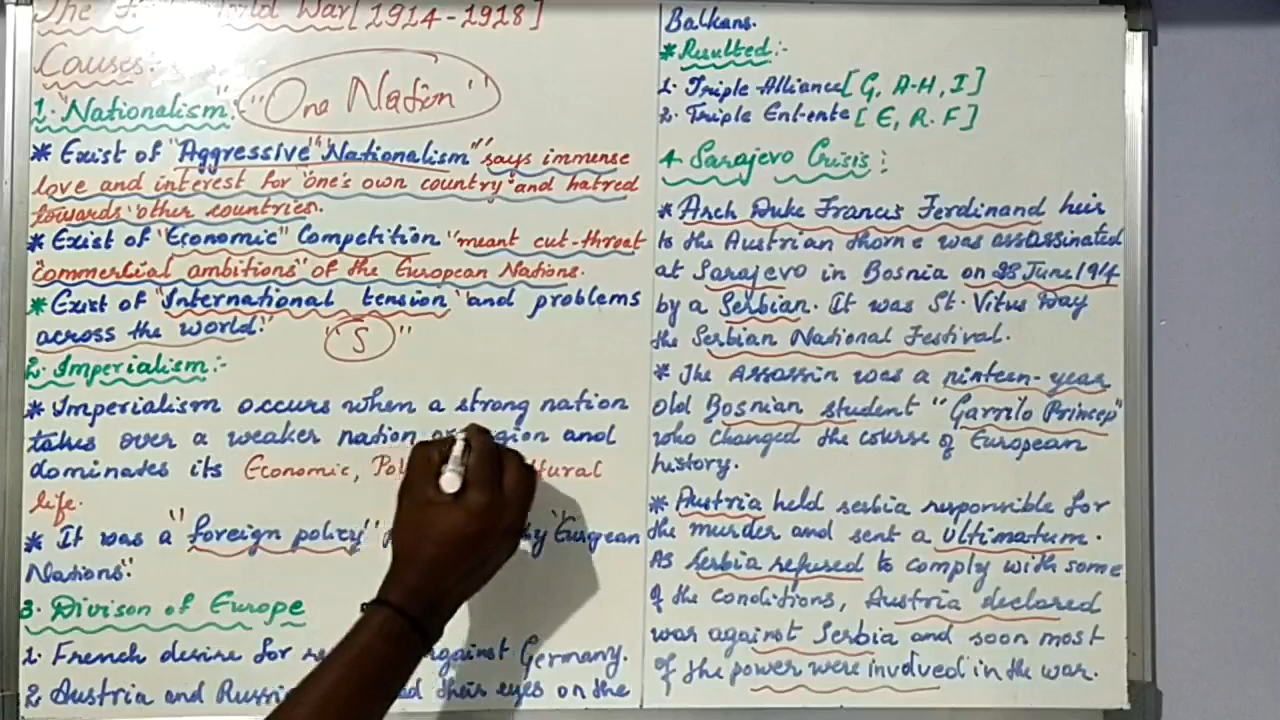 The World War [1914-1918]
Causes:
1. "Nationalism": "One Nation"
* Exist of "Aggressive" "Nationalism" "says immense
love and interest for "one's own country" and hatred
towards other countries.
* Exist of "Economic" Competition "meant cut-throat
"commercial ambitions" of the European Nations.
* Exist of "International tension" and problems
across the world." "S"
2. Imperialism:-
* Imperialism occurs when a strong nation
takes over a weaker nation and
dominates its Economic,
life.
* It was a "foreign policy" by "European
Nations."
3. Divison of Europe
1. French desire for against Germany.
2. Austria and their eyes on the
Balkans.
* Resulted:-
1. Triple Alliance [G, A-H, I]
2. Triple Entente [E, R. F]
4. Sarajevo Crisis:
* Arch Duke Francis Ferdinand heir
to the Austrian thorne was assassinated
at Sarajevo in Bosnia on 28 June 1914
by a Serbian. It was St. Vitus Day
the Serbian National Festival.
* The Assassin was a ninteen-year
old Bosnian student "Garrilo Princep"
who changed the course of European
history.
* Austria held serbia responsible for
the murder and sent a Ultimatum.
As Serbia refused to comply with some
of the conditions, Austria declared
war against Serbia and soon most
of the power were involved in the war.